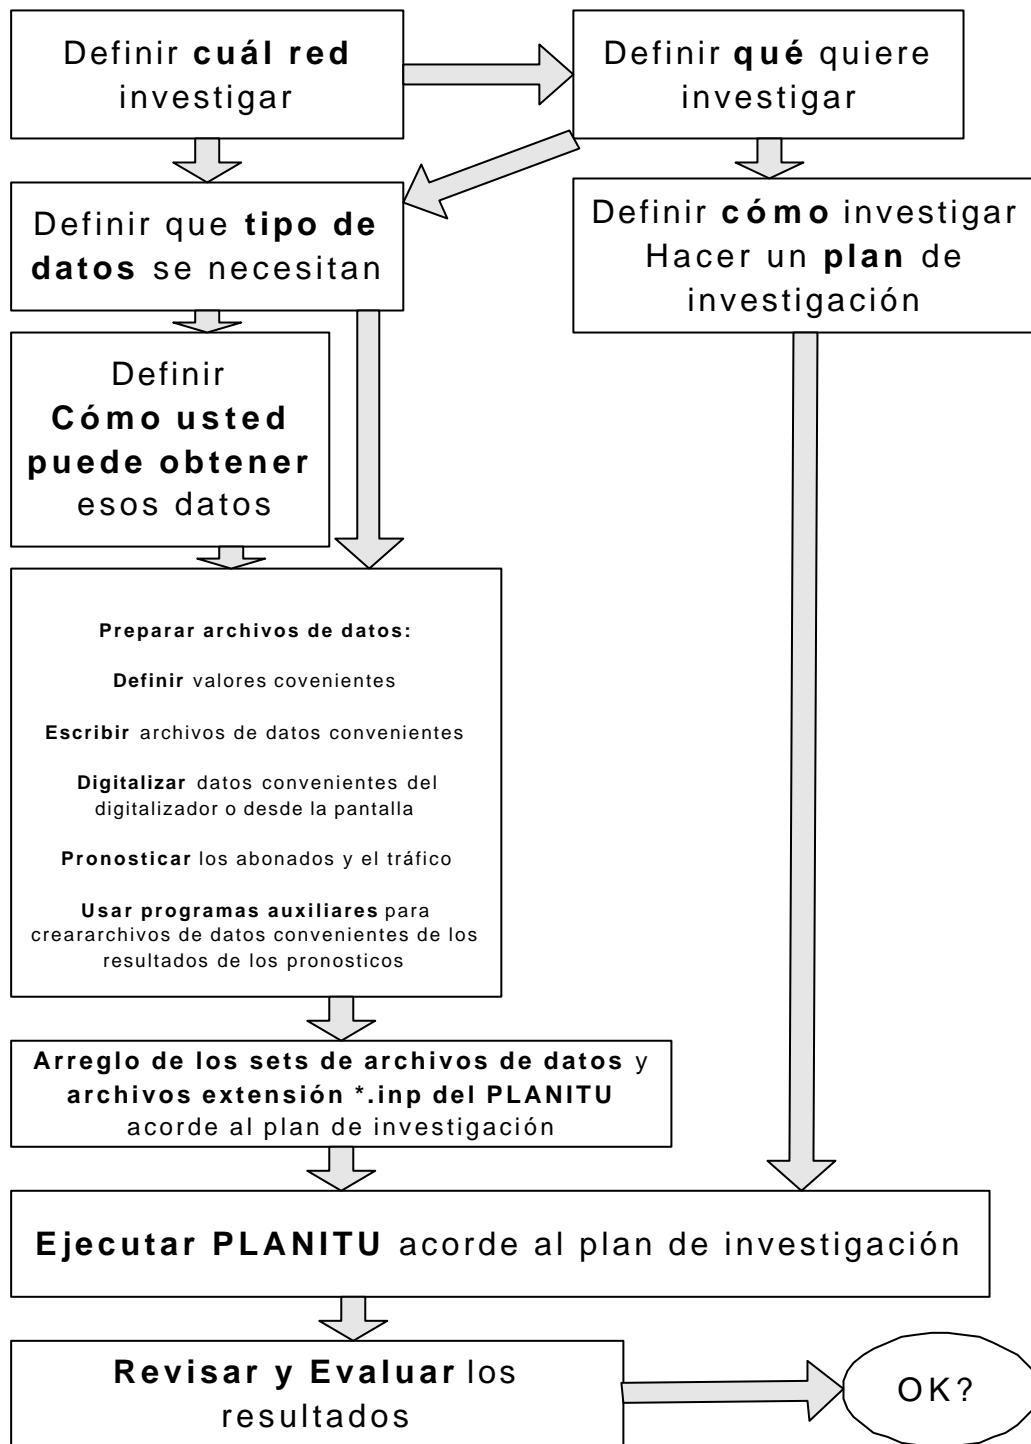 Definir cuál red
investigar
Definir qué quiere
investigar
Definir que tipo de
datos se necesitan
Definir cómo investigar
Hacer un plan de
investigación
Definir
Cómo usted
puede obtener
esos datos
Preparar archivos de datos:
Definir valores covenientes
Escribir archivos de datos convenientes
Digitalizar datos convenientes del
digitalizador o desde la pantalla
Pronosticar los abonados y el tráfico
Usar programas auxiliares para
creararchivos de datos convenientes de los
resultados de los pronosticos
Arreglo de los sets de archivos de datos y
archivos extensión *.inp del PLANITU
acorde al plan de investigación
Ejecutar PLANITU acorde al plan de investigación
Revisar y Evaluar los
resultados
OK?